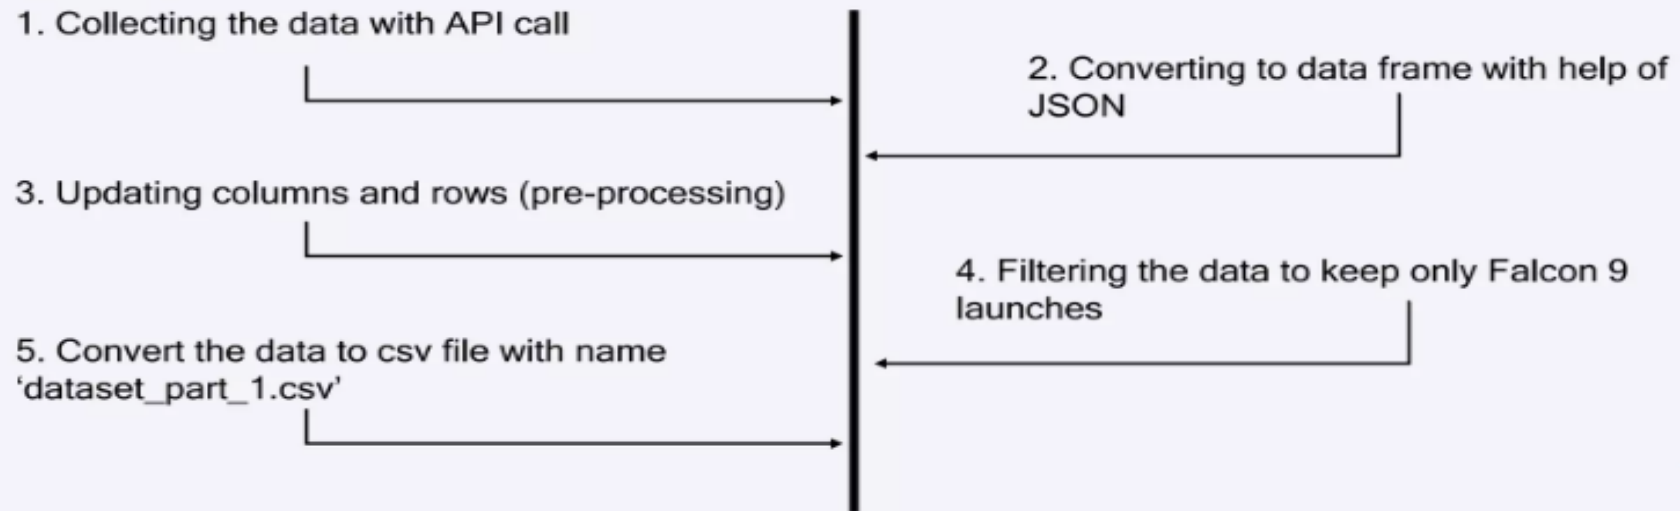 1. Collecting the data with API call
2. Converting to data frame with help of
JSON
3. Updating columns and rows (pre-processing)
4. Filtering the data to keep only Falcon 9
launches
5. Convert the data to csv file with name
‘dataset_part_1.csv’